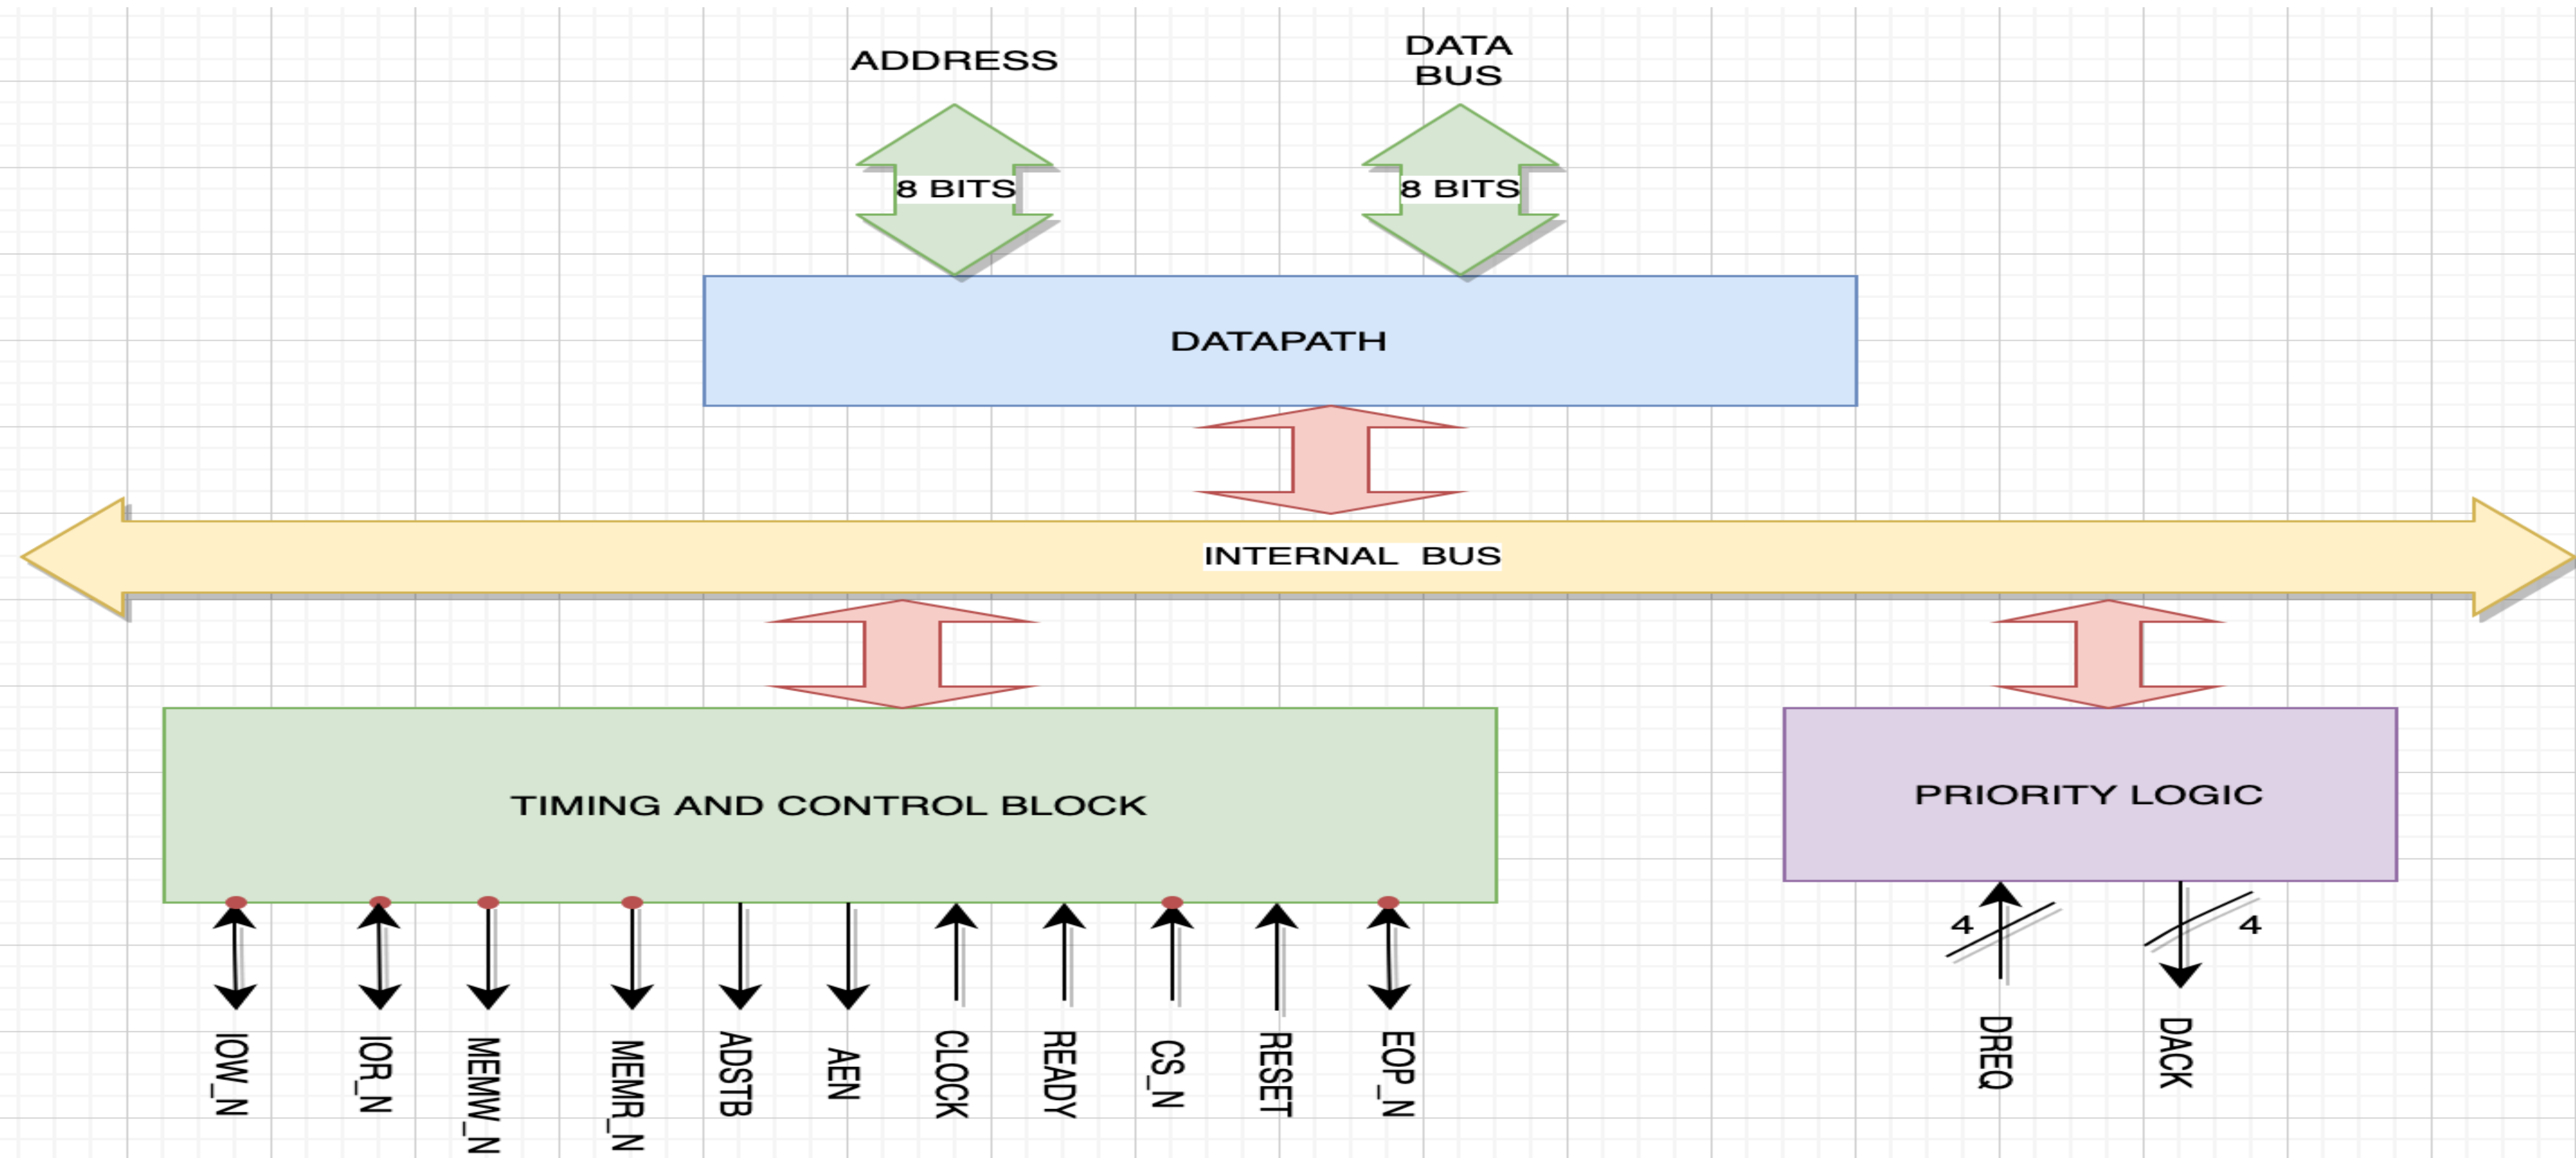 ADDRESS
DATA
BUS
8 BITS
8 BITS
DATAPATH
INTERNAL BUS
TIMING AND CONTROL BLOCK
PRIORITY LOGIC
4
4
IOW_N
IOR_N
MEMW_N
MEMR_N
ADSTB
AEN
CLOCK
READY
CS_N
RESET
EOP_N
DREQ
DACK